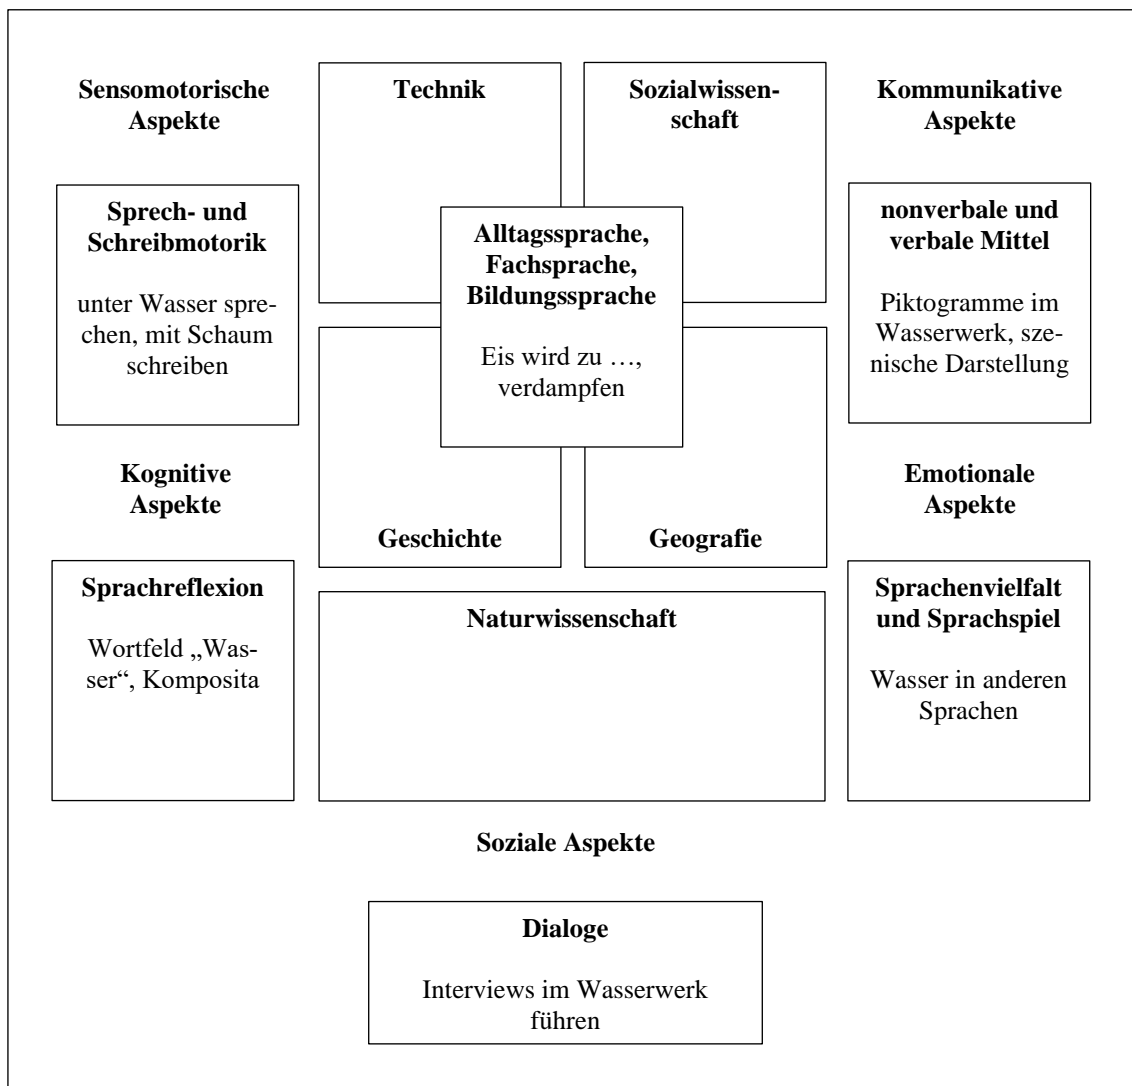 Sensomotorische
Aspekte
Technik
Sozialwissen-
schaft
Kommunikative
Aspekte
Sprech- und
Schreibmotorik
unter Wasser spre-
chen, mit Schaum
schreiben
Alltagssprache,
Fachsprache,
Bildungssprache
Eis wird zu …,
verdampfen
nonverbale und
verbale Mittel
Piktogramme im
Wasserwerk, sze-
nische Darstellung
Kognitive
Aspekte
Geschichte
Geografie
Emotionale
Aspekte
Sprachreflexion
Wortfeld „Was-
ser“, Komposita
Naturwissenschaft
Sprachenvielfalt
und Sprachspiel
Wasser in anderen
Sprachen
Soziale Aspekte
Dialoge
Interviews im Wasserwerk
führen